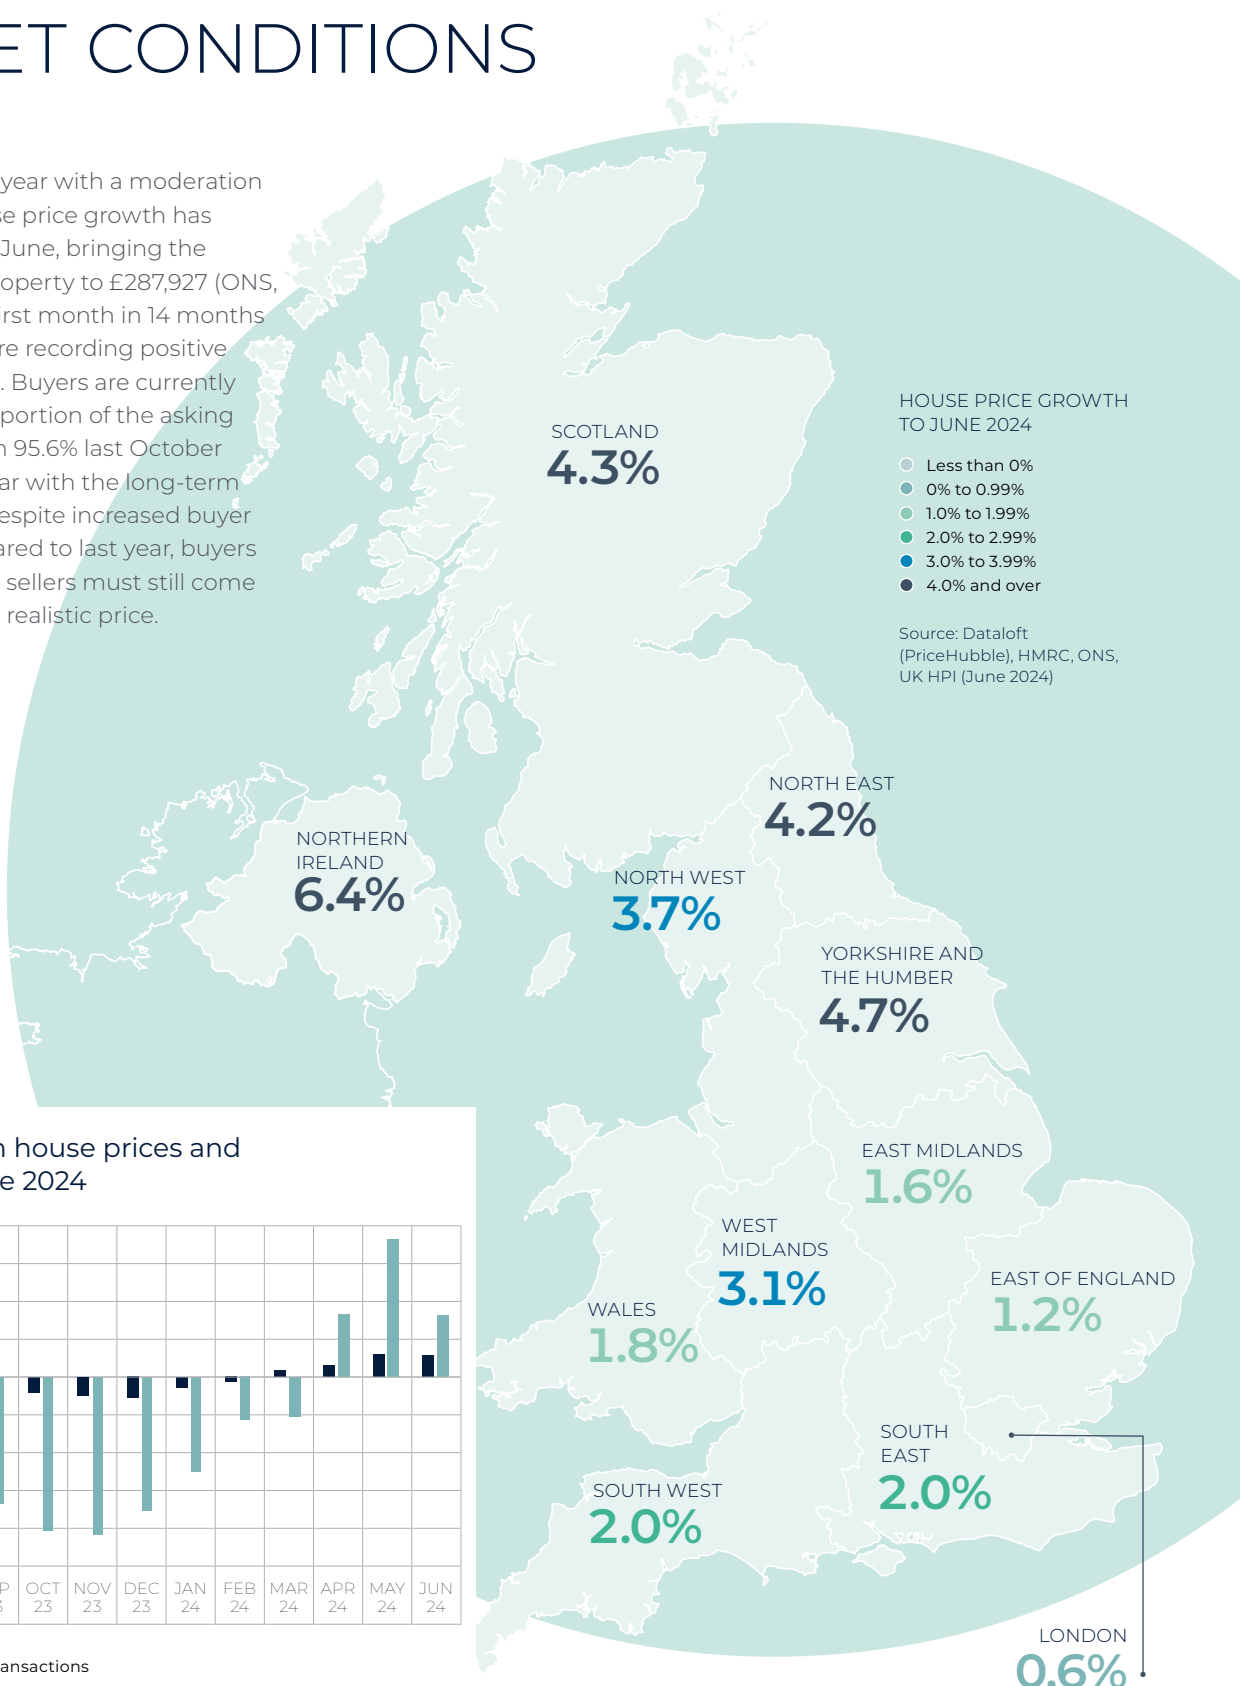 ET CONDITIONS
year with a moderation
se price growth has
June, bringing the
operty to £287,927 (ONS,
first month in 14 months
re recording positive
. Buyers are currently
portion of the asking
n 95.6% last October
ar with the long-term
espite increased buyer
ared to last year, buyers
sellers must still come
realistic price.
SCOTLAND
4.3%
HOUSE PRICE GROWTH
TO JUNE 2024
Less than 0%
0% to 0.99%
1.0% to 1.99%
2.0% to 2.99%
3.0% to 3.99%
4.0% and over
Source: Dataloft
(PriceHubble), HMRC, ONS,
UK HPI (June 2024)
NORTH EAST
4.2%
NORTHERN
IRELAND
6.4%
NORTH WEST
3.7%
YORKSHIRE AND
THE HUMBER
4.7%
EAST MIDLANDS
1.6%
WEST
MIDLANDS
3.1%
EAST OF ENGLAND
1.2%
WALES
1.8%
SOUTH
EAST
2.0%
SOUTH WEST
2.0%
LONDON
0.6%
n house prices and
e 2024
P OCT NOV DEC JAN FEB MAR APR MAY JUN
3 23 23 23 24 24 24 24 24 24
ansactions